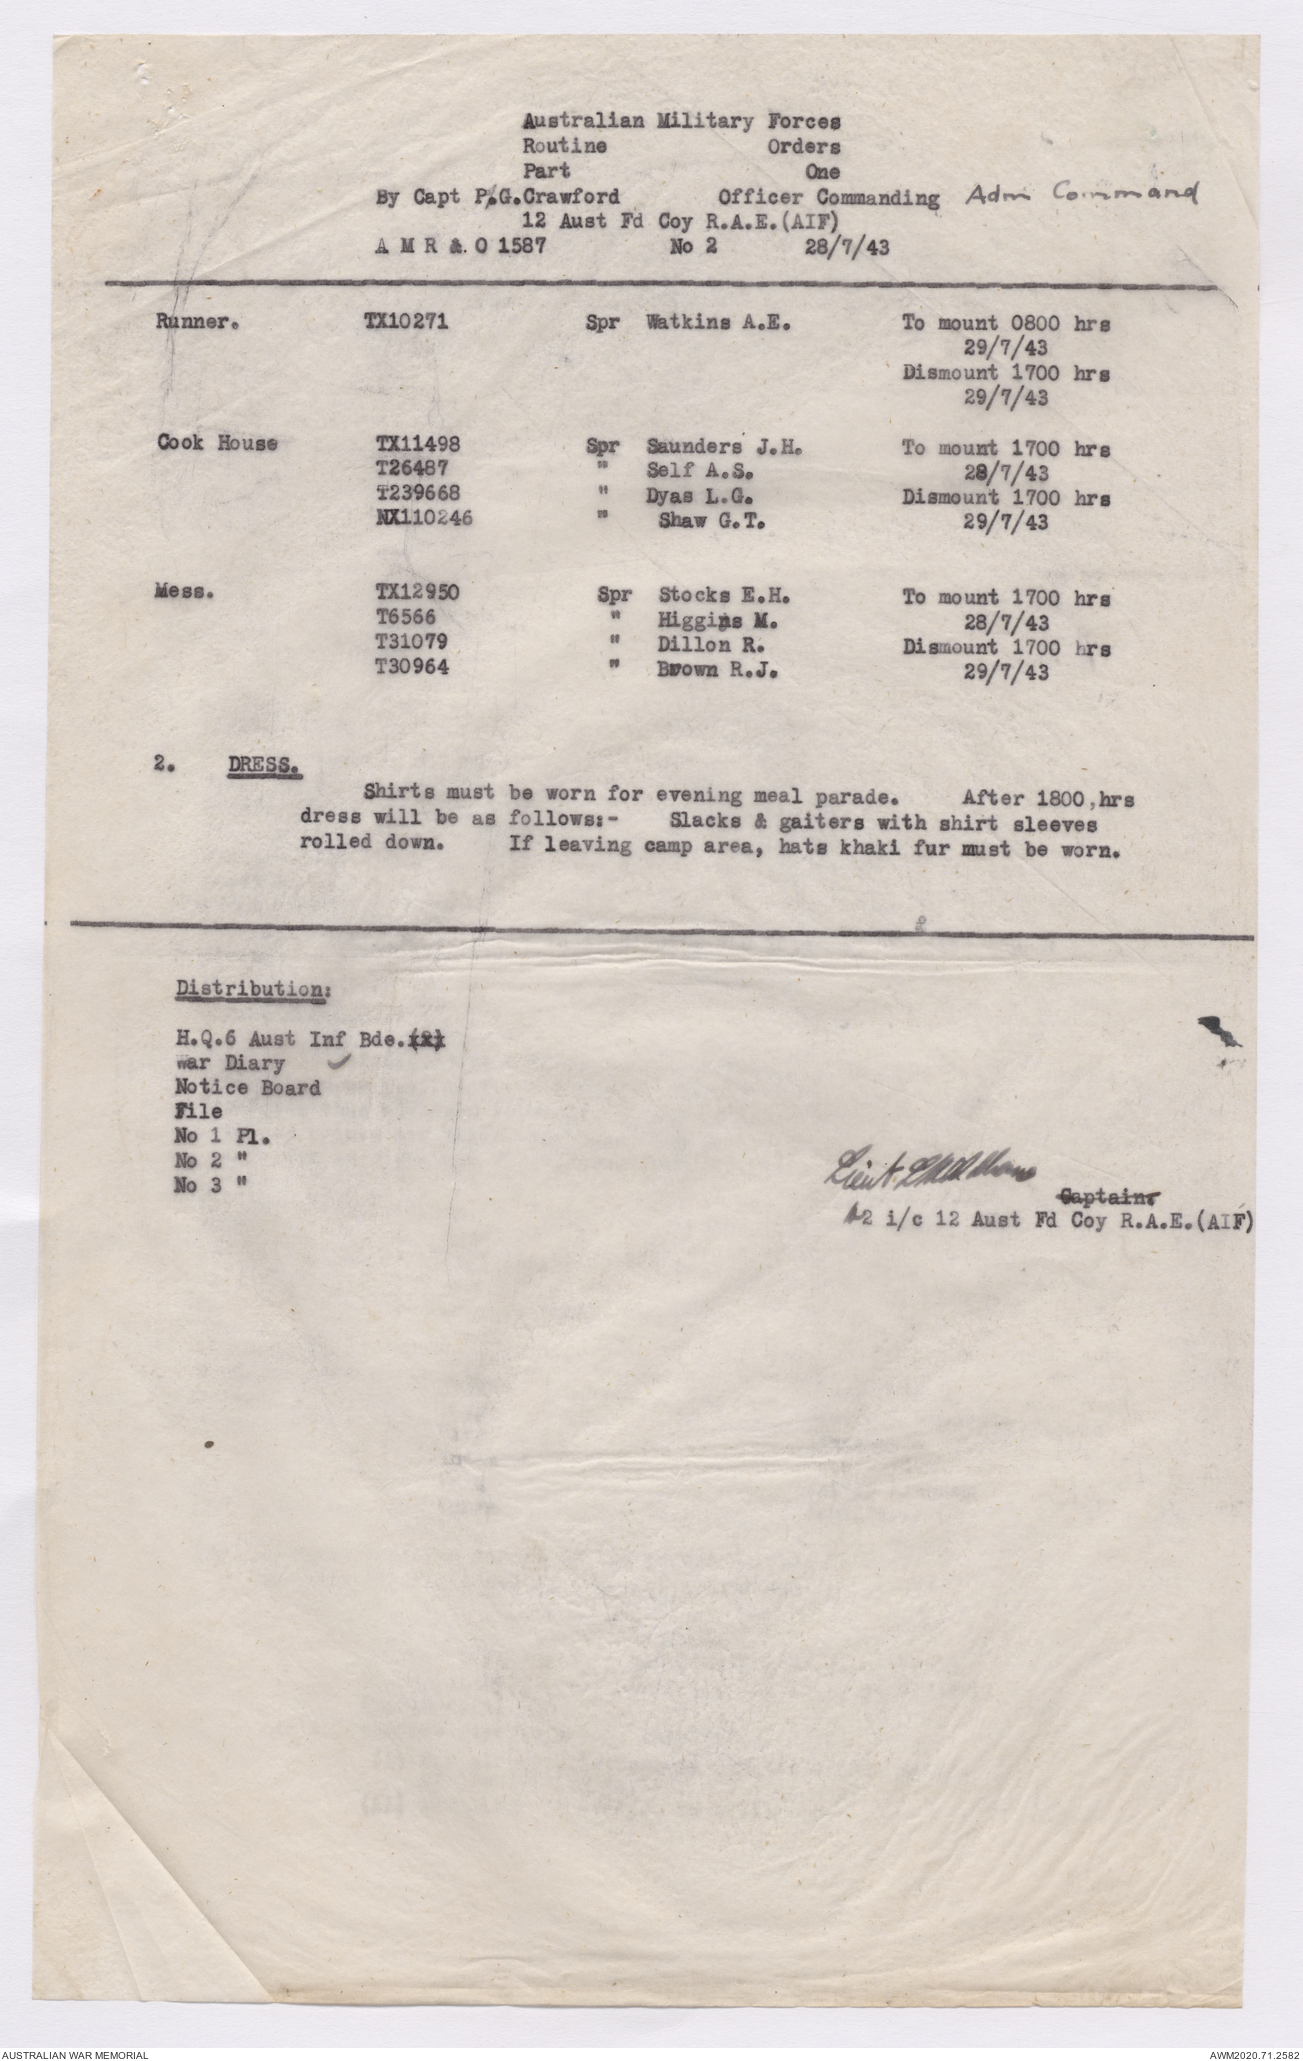 Australian Military Forces
Routine Orders
Part One
By Capt P.G.Crawford Officer Commanding Adm Command
12 Aust Fd Coy R.A.E.(AIF)
A M R & O 1587 No 2 28/7/43
Runner. TX10271 Spr Watkins A.E. To mount 0800 hrs
29/7/43
Dismount 1700 hrs
29/7/43
Cook House TX11498 Spr Saunders J.H. To mount 1700 hrs
T26487 " Self A.S. 28/7/43
T239668 " Dyas L.G. Dismount 1700 hrs
NX110246 " Shaw G.T. 29/7/43
Mess. TX12950 Spr Stocks E.H. To mount 1700 hrs
T6566 " Higgins M. 28/7/43
T31079 " Dillon R. Dismount 1700 hrs
T30964 " Brown R.J. 29/7/43
2. DRESS.
Shirts must be worn for evening meal parade. After 1800,hrs
dress will be as follows:- Slacks & gaiters with shirt sleeves
rolled down. If leaving camp area, hats khaki fur must be worn.
Distribution:
H.Q.6 Aust Inf Bde.
War Diary
Notice Board
File
No 1 Pl.
No 2 "
No 3 "
Lieut
Captain.
2 i/c 12 Aust Fd Coy R.A.E.(AIF)
AUSTRALIAN WAR MEMORIAL AWM2020.71.2582